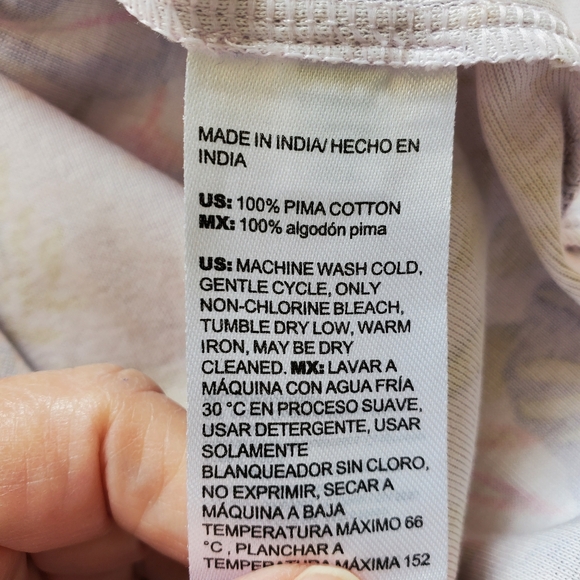 MADE IN INDIA/ HECHO EN
INDIA
US: 100% PIMA COTTON
MX: 100% algodón pima
US: MACHINE WASH COLD,
GENTLE CYCLE, ONLY
NON-CHLORINE BLEACH,
TUMBLE DRY LOW, WARM
IRON, MAY BE DRY
CLEANED. MX: LAVAR A
MÁQUINA CON AGUA FRÍA
30 °C EN PROCESO SUAVE,
USAR DETERGENTE, USAR
SOLAMENTE
BLANQUEADOR SIN CLORO,
NO EXPRIMIR, SECAR A
MÁQUINA A BAJA
TEMPERATURA MÁXIMO 66
°C , PLANCHAR A
TEMPERATURA MÁXIMA 152